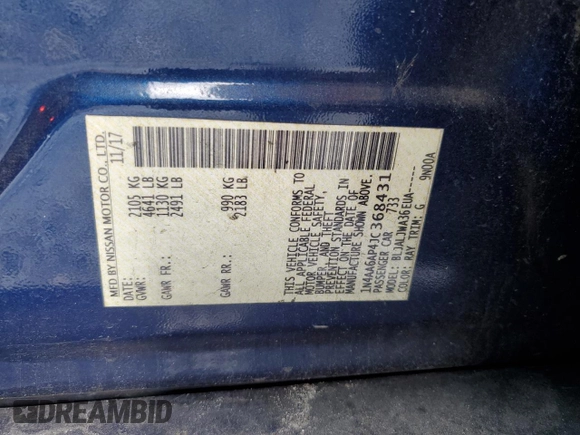 MFD BY NISSAN MOTOR CO., LTD.
DATE: 11/17
GVWR: 2105 KG
4641 LB
GAWR FR.: 1130 KG
2491 LB
GAWR RR.: 990 KG
2183 LB
THIS VEHICLE CONFORMS TO
ALL APPLICABLE FEDERAL
MOTOR VEHICLE SAFETY,
BUMPER, AND THEFT
PREVENTION STANDARDS IN
EFFECT ON THE DATE OF
MANUFACTURE SHOWN ABOVE.
1N4AA6AP4JC368431
PASSENGER CAR 733
MODEL: BLJALJWA36EUA-----
COLOR: RAY TRIM: G 9N00A
DREAMBID